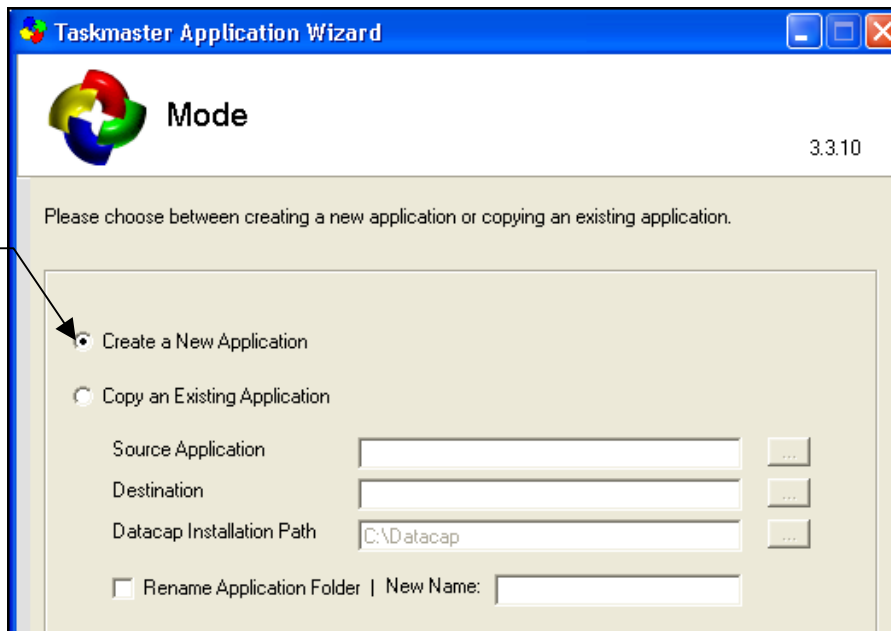 Taskmaster Application Wizard
Mode
3.3.10
Please choose between creating a new application or copying an existing application.
Create a New Application
Copy an Existing Application
Source Application
...
Destination
...
Datacap Installation Path C:\Datacap
...
Rename Application Folder | New Name: